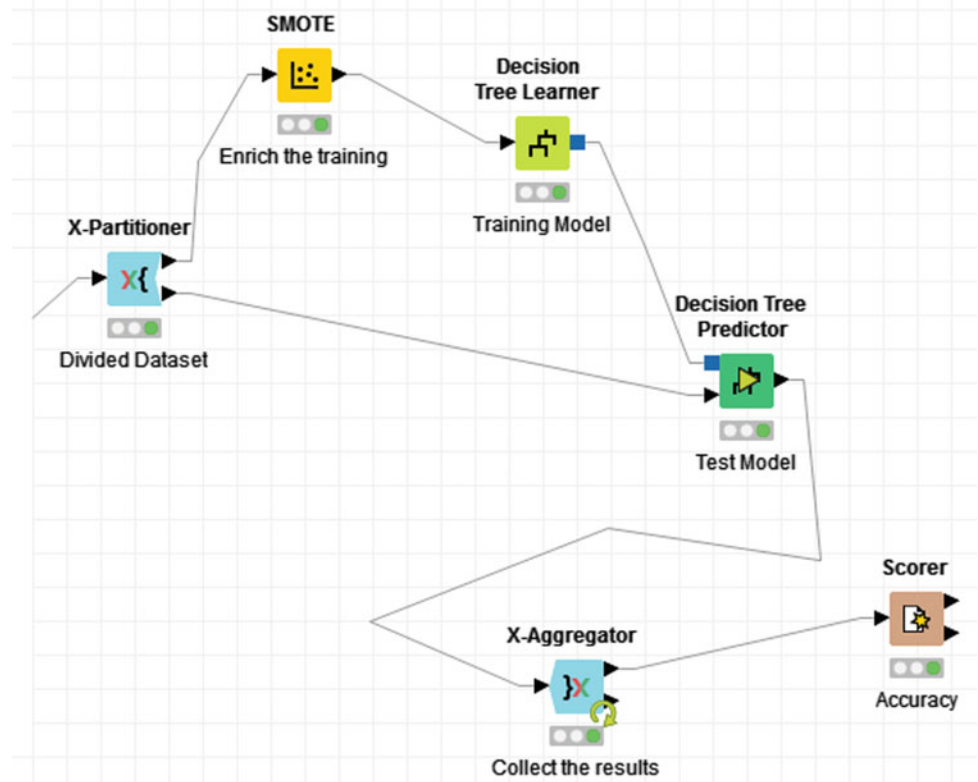 SMOTE
Enrich the training
Decision
Tree Learner
Training Model
X-Partitioner
X{
Divided Dataset
Decision Tree
Predictor
Test Model
X-Aggregator
}X
Collect the results
Scorer
Accuracy